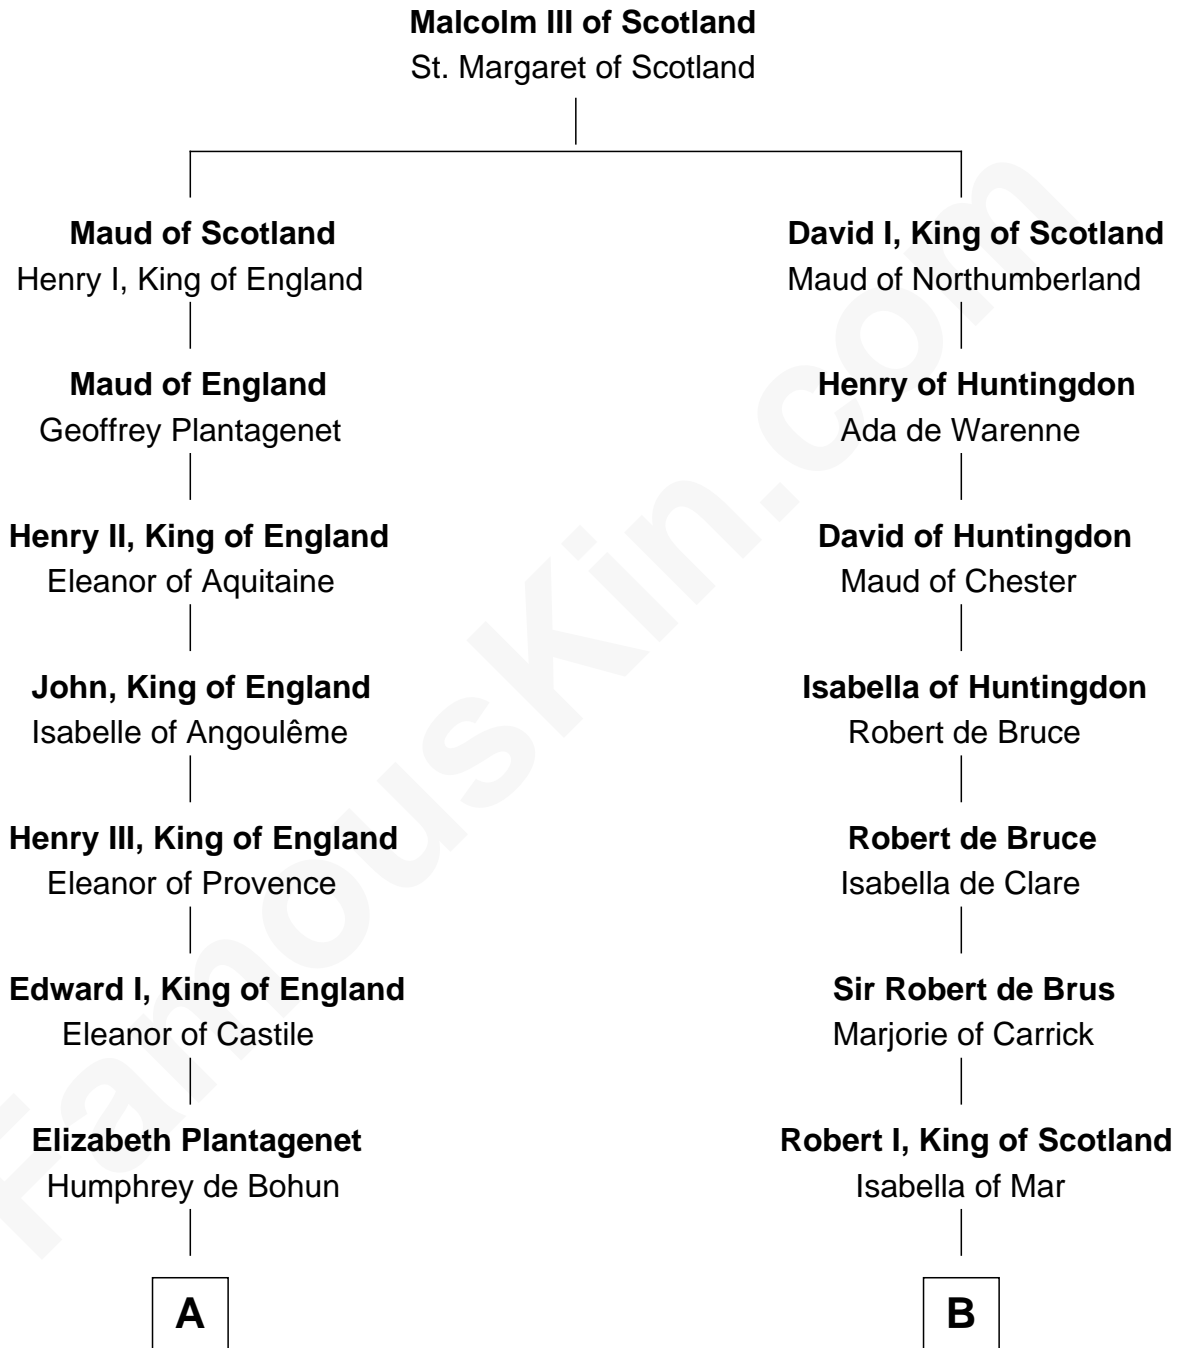 Malcolm III of Scotland
St. Margaret of Scotland
Maud of Scotland
Henry I, King of England
David I, King of Scotland
Maud of Northumberland
Maud of England
Geoffrey Plantagenet
Henry of Huntingdon
Ada de Warenne
Henry II, King of England
Eleanor of Aquitaine
David of Huntingdon
Maud of Chester
John, King of England
Isabelle of Angoulême
Isabella of Huntingdon
Robert de Bruce
Henry III, King of England
Eleanor of Provence
Robert de Bruce
Isabella de Clare
Edward I, King of England
Eleanor of Castile
Sir Robert de Brus
Marjorie of Carrick
Elizabeth Plantagenet
Humphrey de Bohun
Robert I, King of Scotland
Isabella of Mar
A
B
FamousKin.com